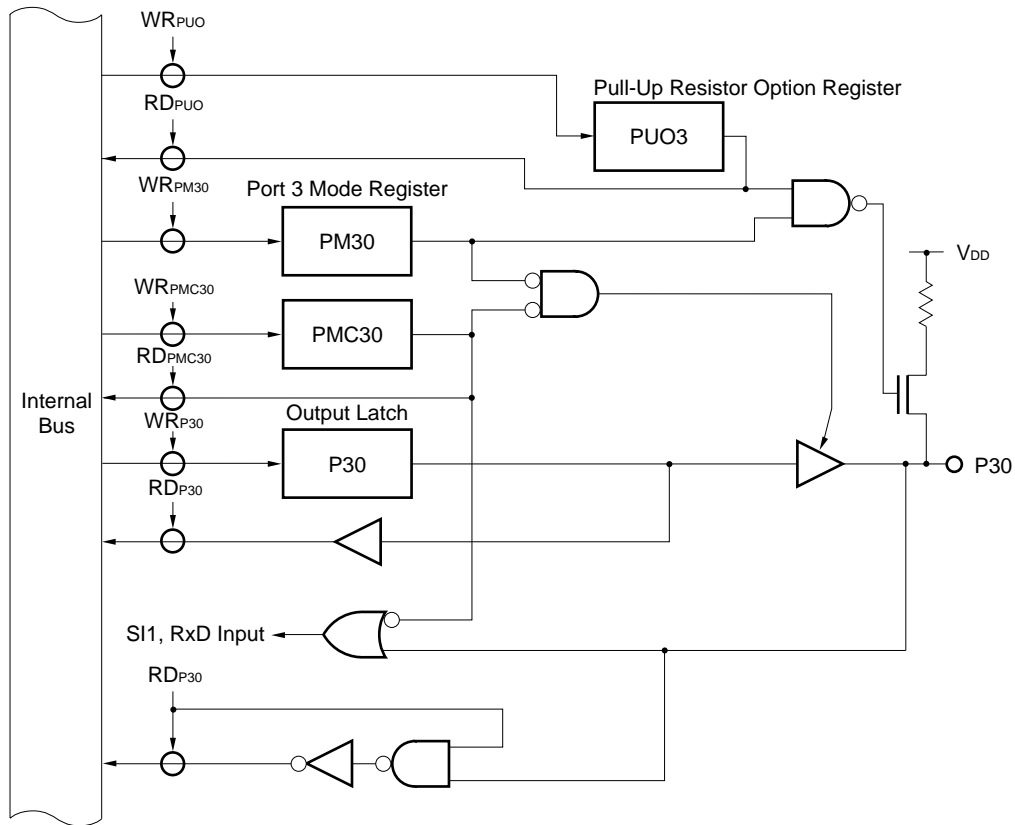 WRPUO
RDPUO
Pull-Up Resistor Option Register
PUO3
WRPM30
Port 3 Mode Register
PM30
VDD
WRPMC30
PMC30
RDPMC30
Internal
Bus
WRP30
Output Latch
P30
P30
RDP30
SI1, RxD Input
RDP30